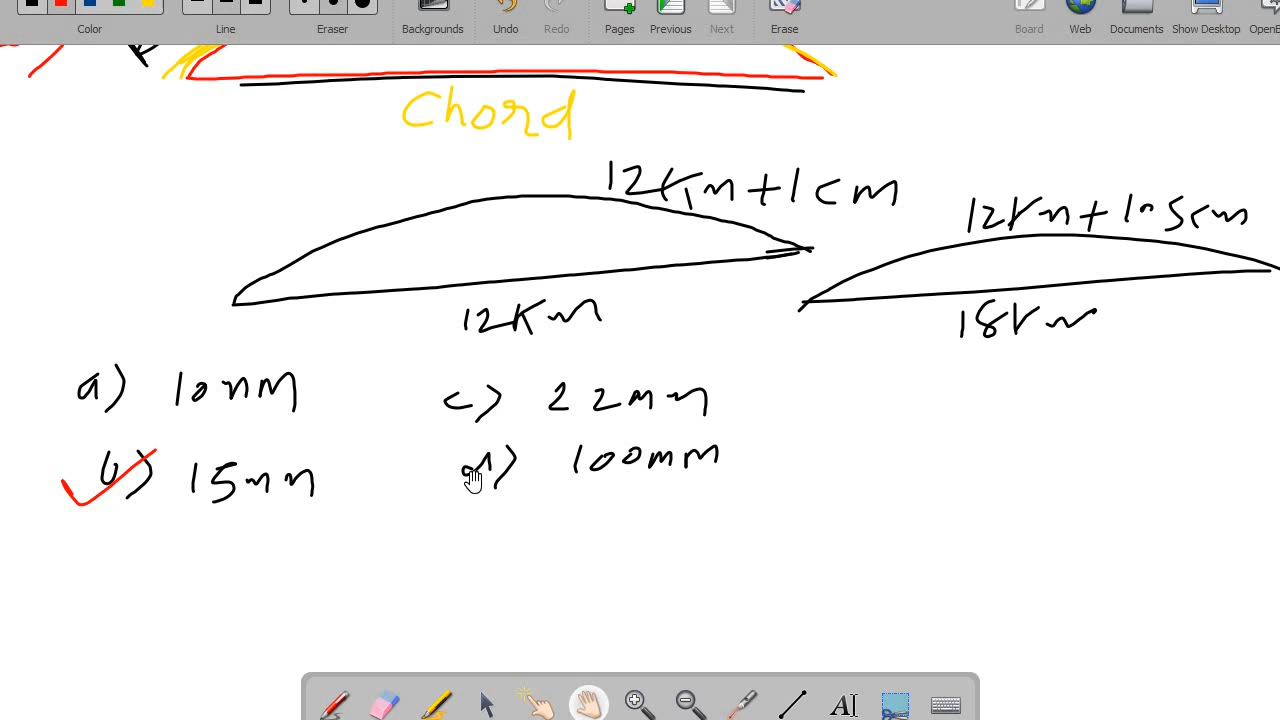 Color Line Eraser Backgrounds Undo Redo Pages Previous Next Erase Board Web Documents Show Desktop OpenB
Chord
12Km+1cm
12Km+1.5cm
12Km
18Km
a) 10mm c) 22mm
b) 15mm d) 100mm